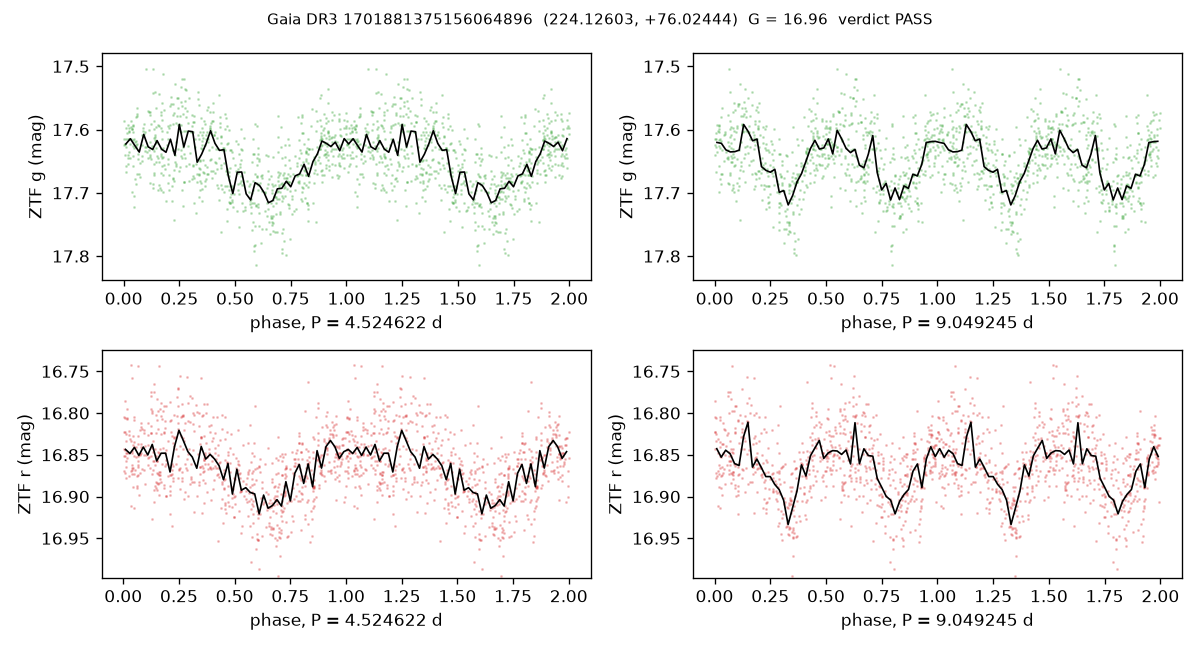 Gaia DR3 1701881375156064896 (224.12603, +76.02444) G = 16.96 verdict PASS
ZTF g (mag)
17.5
17.6
17.7
17.8
0.00 0.25 0.50 0.75 1.00 1.25 1.50 1.75 2.00
phase, P = 4.524622 d
ZTF g (mag)
17.5
17.6
17.7
17.8
0.00 0.25 0.50 0.75 1.00 1.25 1.50 1.75 2.00
phase, P = 9.049245 d
ZTF r (mag)
16.75
16.80
16.85
16.90
16.95
0.00 0.25 0.50 0.75 1.00 1.25 1.50 1.75 2.00
phase, P = 4.524622 d
ZTF r (mag)
16.75
16.80
16.85
16.90
16.95
0.00 0.25 0.50 0.75 1.00 1.25 1.50 1.75 2.00
phase, P = 9.049245 d